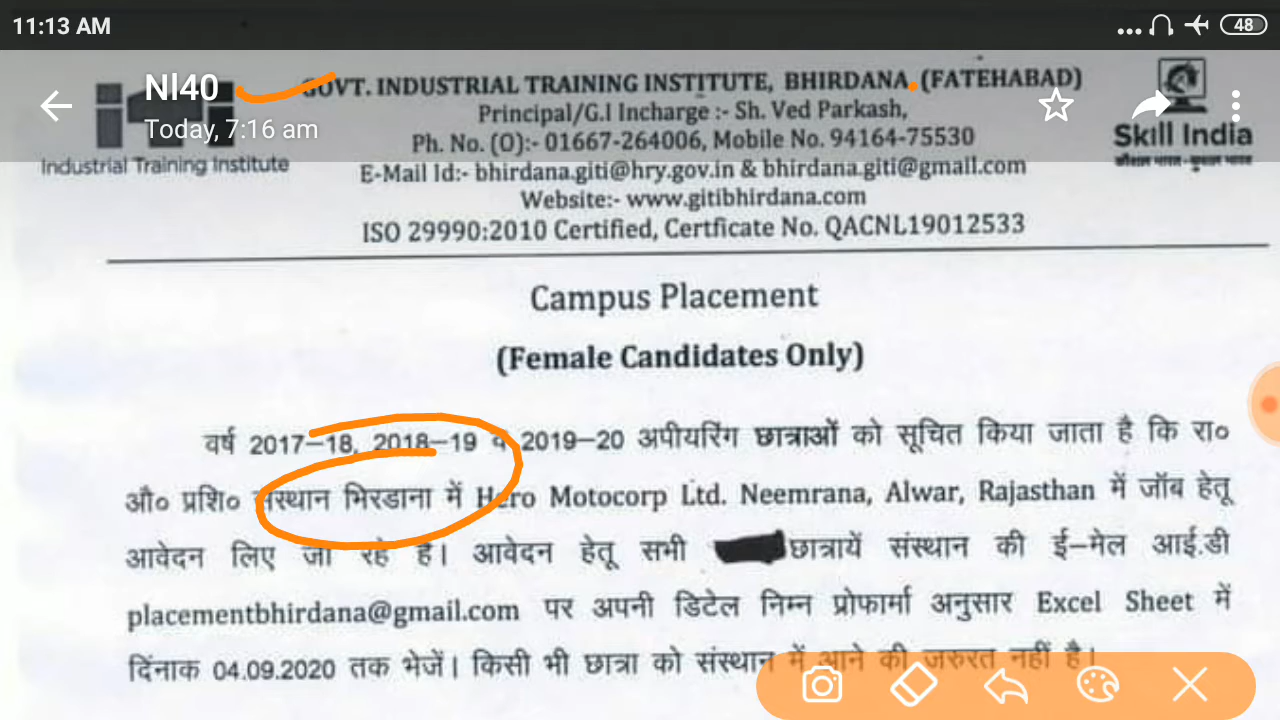 11:13 AM
48
Nl40
Today, 7:16 am
GOVT. INDUSTRIAL TRAINING INSTITUTE, BHIRDANA (FATEHABAD)
Principal/G.I Incharge :- Sh. Ved Parkash,
Ph. No. (O):- 01667-264006, Mobile No. 94164-75530
E-Mail Id:- bhirdana.giti@hry.gov.in & bhirdana.giti@gmail.com
Website:- www.gitibhirdana.com
ISO 29990:2010 Certified, Certficate No. QACNL19012533
Industrial Training Institute
Skill India
कौशल भारत - कुशल भारत
Campus Placement
(Female Candidates Only)
वर्ष 2017–18, 2018–19 व 2019–20 अपीयरिंग छात्राओं को सूचित किया जाता है कि रा०
औ० प्रशि० संस्थान भिरडाना में Hero Motocorp Ltd. Neemrana, Alwar, Rajasthan में जॉब हेतू
आवेदन लिए जा रहे है। आवेदन हेतू सभी छात्रायें संस्थान की ई–मेल आई.डी
placementbhirdana@gmail.com पर अपनी डिटेल निम्न प्रोफार्मा अनुसार Excel Sheet में
दिंनाक 04.09.2020 तक भेजें। किसी भी छात्रा को संस्थान में आने की जरुरत नहीं है।